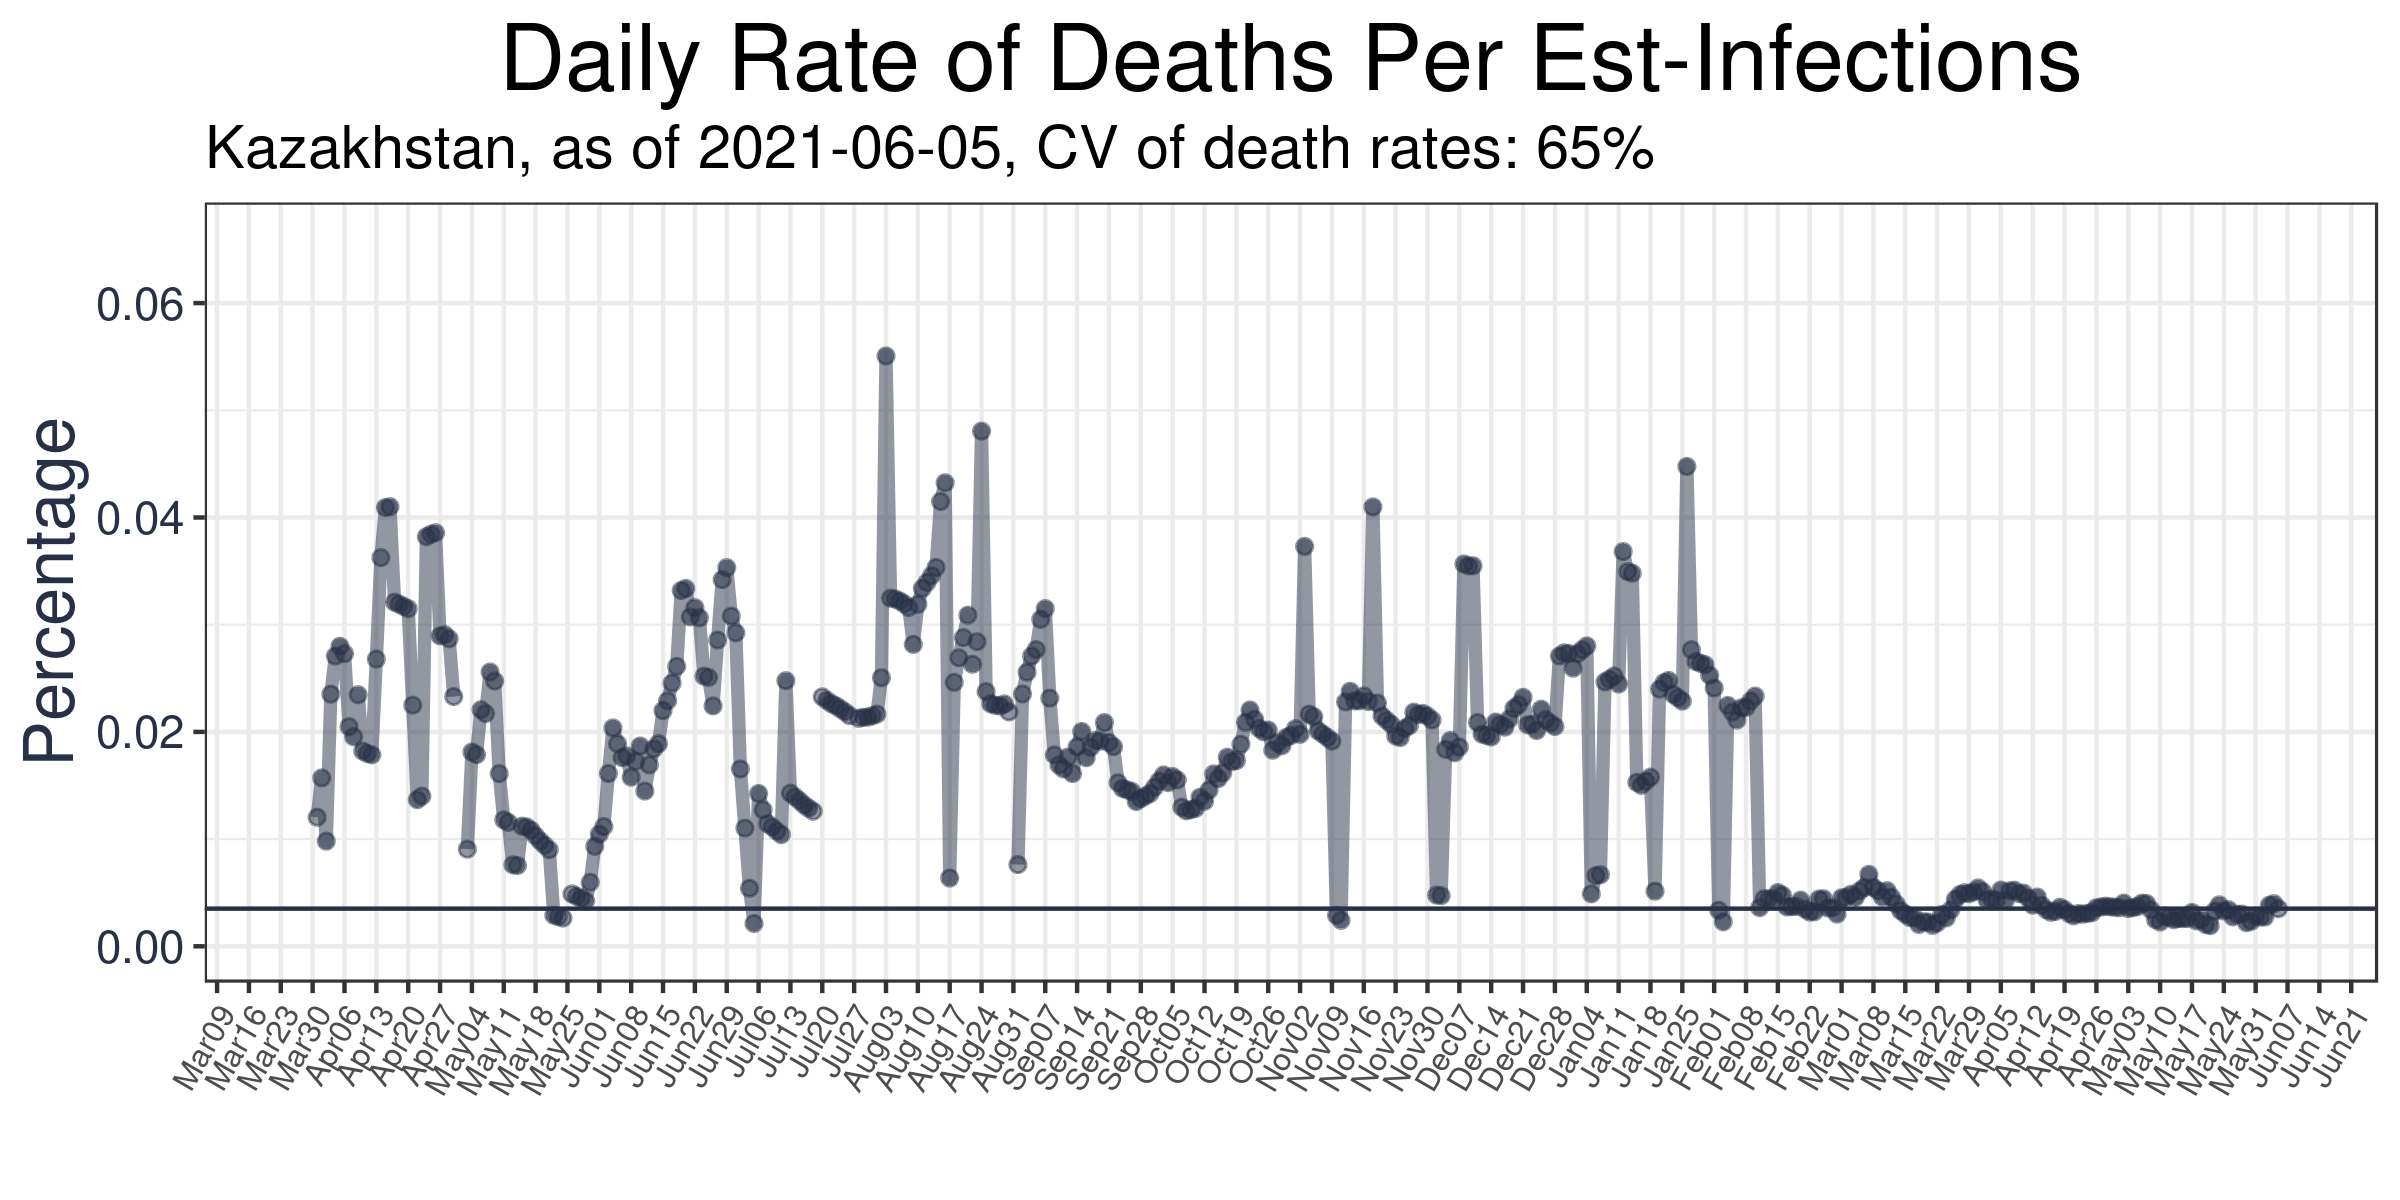 Daily Rate of Deaths Per Est-Infections
Kazakhstan, as of 2021-06-05, CV of death rates: 65%
Percentage
0.06
0.04
0.02
0.00
Mar09
Mar16
Mar23
Mar30
Apr06
Apr13
Apr20
Apr27
May04
May11
May18
May25
Jun01
Jun08
Jun15
Jun22
Jun29
Jul06
Jul13
Jul20
Jul27
Aug03
Aug10
Aug17
Aug24
Aug31
Sep07
Sep14
Sep21
Sep28
Oct05
Oct12
Oct19
Oct26
Nov02
Nov09
Nov16
Nov23
Nov30
Dec07
Dec14
Dec21
Dec28
Jan04
Jan11
Jan18
Jan25
Feb01
Feb08
Feb15
Feb22
Mar01
Mar08
Mar15
Mar22
Mar29
Apr05
Apr12
Apr19
Apr26
May03
May10
May17
May24
May31
Jun07
Jun14
Jun21